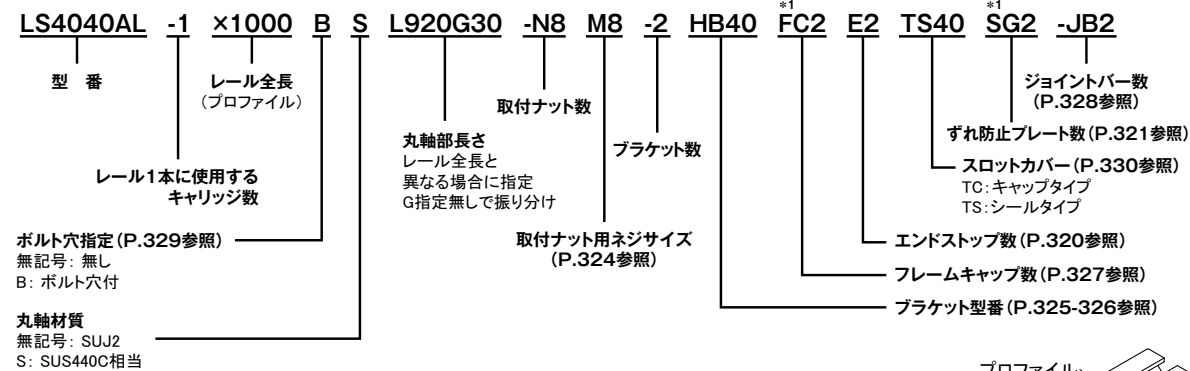 *1 *1
LS4040AL -1 ×1000 B S L920G30 -N8 M8 -2 HB40 FC2 E2 TS40 SG2 -JB2
型 番
レール全長
(プロファイル)
レール1本に使用する
キャリッジ数
ボルト穴指定(P.329参照)
無記号: 無し
B: ボルト穴付
丸軸材質
無記号: SUJ2
S: SUS440C相当
丸軸部長さ
レール全長と
異なる場合に指定
G指定無しで振り分け
取付ナット数
取付ナット用ネジサイズ
(P.324参照)
ブラケット数
ジョイントバー数
(P.328参照)
ずれ防止プレート数(P.321参照)
スロットカバー(P.330参照)
TC:キャップタイプ
TS:シールタイプ
エンドストップ数(P.320参照)
フレームキャップ数(P.327参照)
ブラケット型番(P.325-326参照)
プロファイル